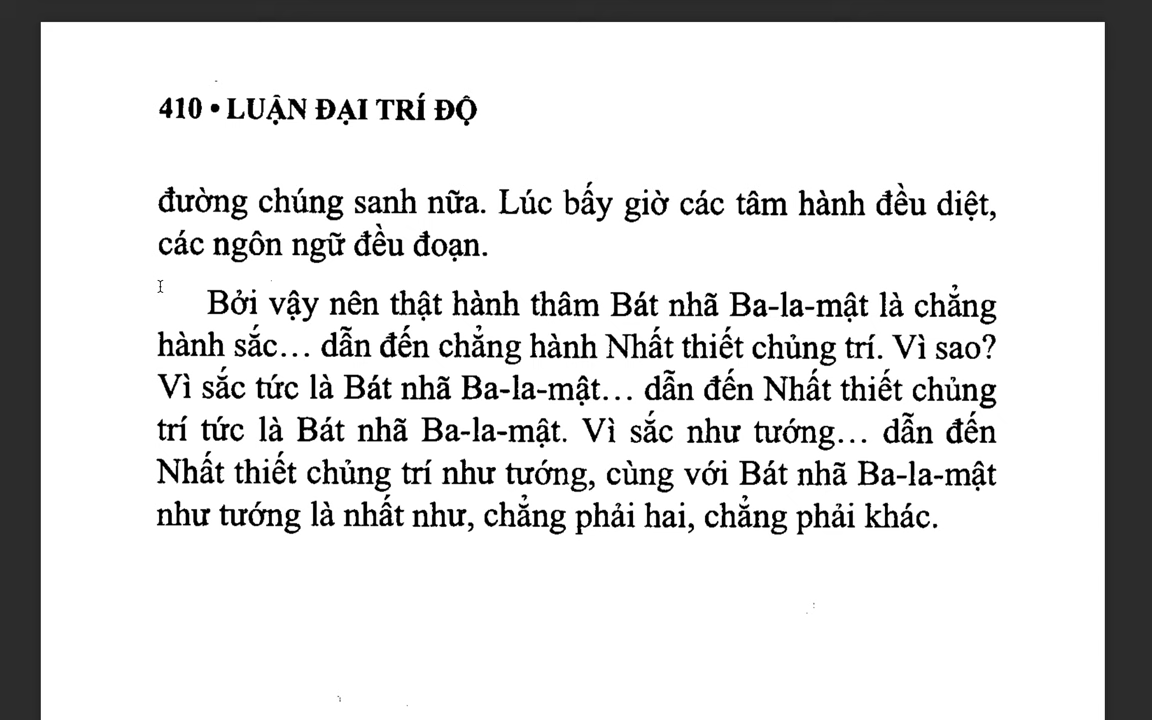 410 • LUẬN ĐẠI TRÍ ĐỘ
đường chúng sanh nữa. Lúc bấy giờ các tâm hành đều diệt,
các ngôn ngữ đều đoạn.
Bởi vậy nên thật hành thâm Bát nhã Ba-la-mật là chẳng
hành sắc... dẫn đến chẳng hành Nhất thiết chủng trí. Vì sao?
Vì sắc tức là Bát nhã Ba-la-mật... dẫn đến Nhất thiết chủng
trí tức là Bát nhã Ba-la-mật. Vì sắc như tướng... dẫn đến
Nhất thiết chủng trí như tướng, cùng với Bát nhã Ba-la-mật
như tướng là nhất như, chẳng phải hai, chẳng phải khác.